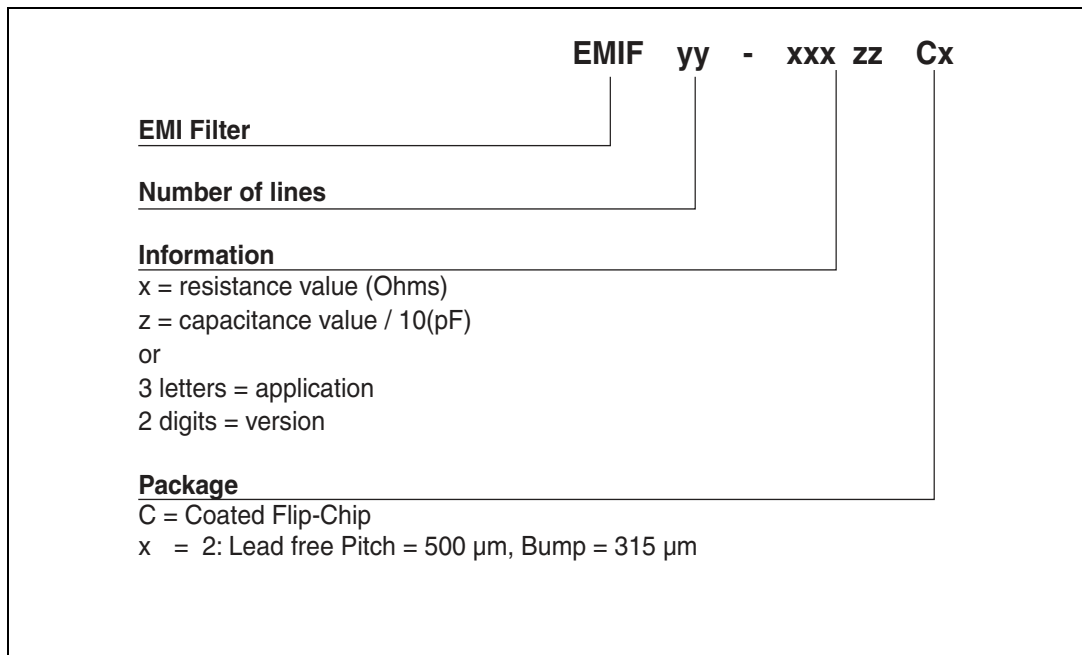 EMIF yy - xxx zz Cx
EMI Filter
Number of lines
Information
x = resistance value (Ohms)
z = capacitance value / 10(pF)
or
3 letters = application
2 digits = version
Package
C = Coated Flip-Chip
x = 2: Lead free Pitch = 500 µm, Bump = 315 µm